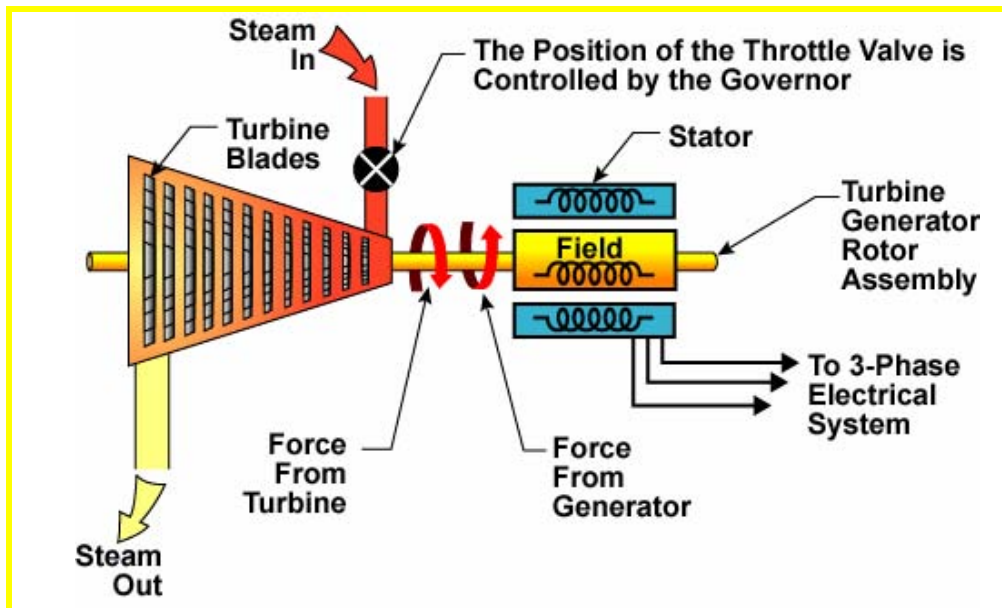 Steam
In
The Position of the Throttle Valve is
Controlled by the Governor
Turbine
Blades
Stator
Turbine
Generator
Rotor
Assembly
Field
To 3-Phase
Electrical
System
Force
From
Turbine
Force
From
Generator
Steam
Out